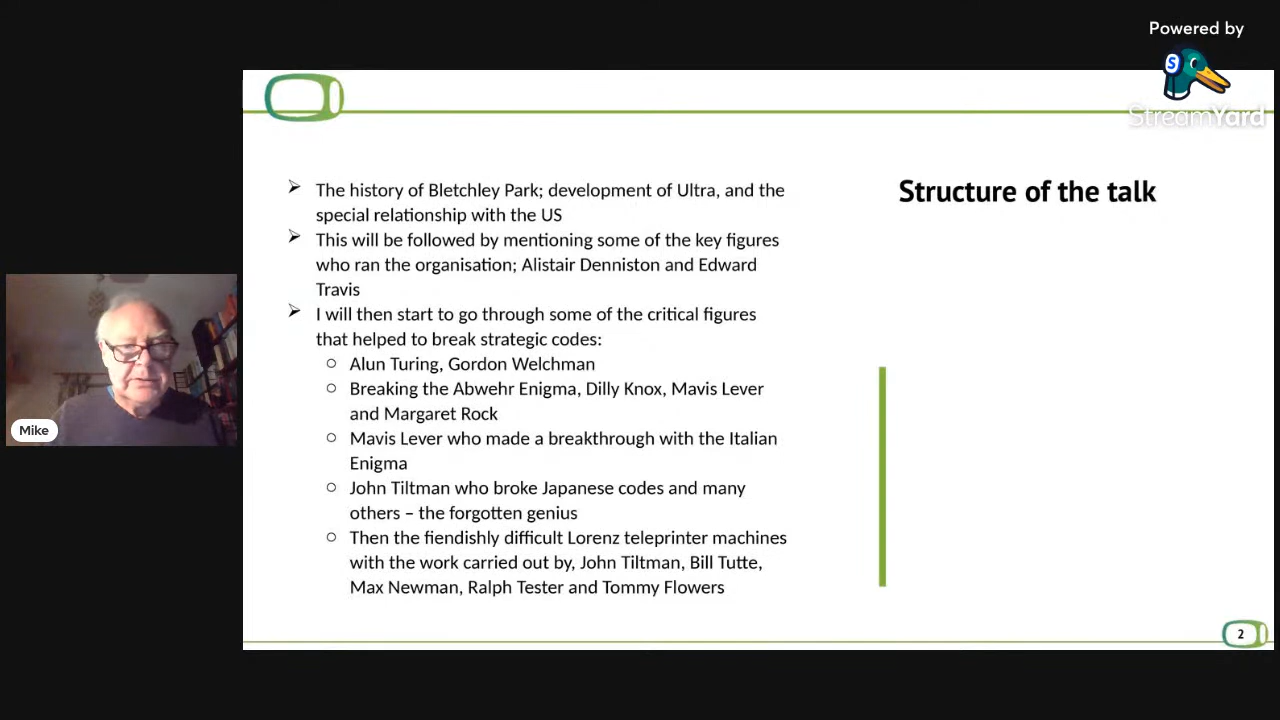 Powered by
S
StreamYard
Structure of the talk
➢ The history of Bletchley Park; development of Ultra, and the
special relationship with the US
➢ This will be followed by mentioning some of the key figures
who ran the organisation; Alistair Denniston and Edward
Travis
➢ I will then start to go through some of the critical figures
that helped to break strategic codes:
○ Alun Turing, Gordon Welchman
○ Breaking the Abwehr Enigma, Dilly Knox, Mavis Lever
and Margaret Rock
○ Mavis Lever who made a breakthrough with the Italian
Enigma
○ John Tiltman who broke Japanese codes and many
others – the forgotten genius
○ Then the fiendishly difficult Lorenz teleprinter machines
with the work carried out by, John Tiltman, Bill Tutte,
Max Newman, Ralph Tester and Tommy Flowers
Mike
2